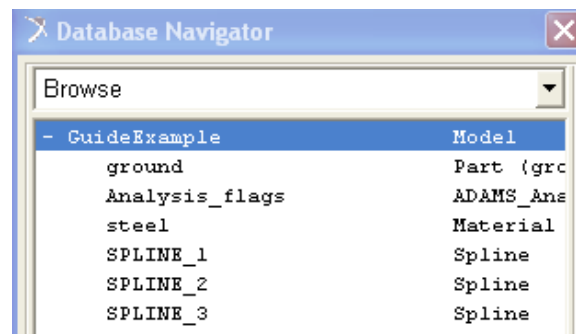 Database Navigator
Browse
- GuideExample Model
ground Part (grc
Analysis_flags ADAMS_Ana
steel Material
SPLINE_1 Spline
SPLINE_2 Spline
SPLINE_3 Spline